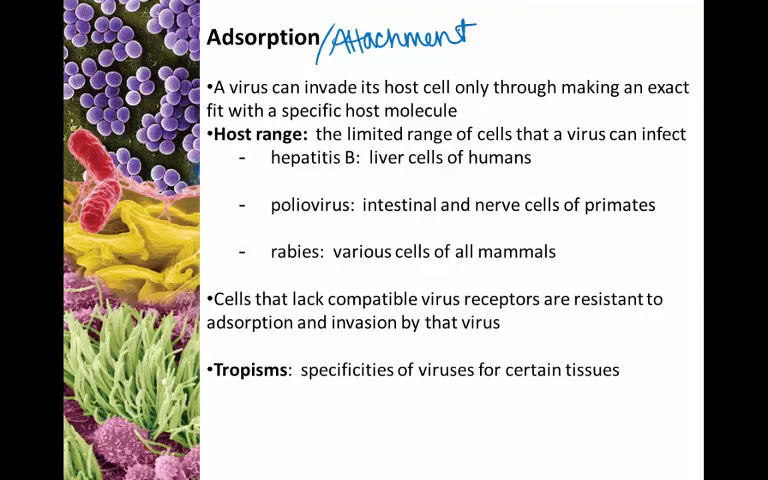 Adsorption/Attachment
•A virus can invade its host cell only through making an exact
fit with a specific host molecule
•Host range: the limited range of cells that a virus can infect
- hepatitis B: liver cells of humans
- poliovirus: intestinal and nerve cells of primates
- rabies: various cells of all mammals
•Cells that lack compatible virus receptors are resistant to
adsorption and invasion by that virus
•Tropisms: specificities of viruses for certain tissues